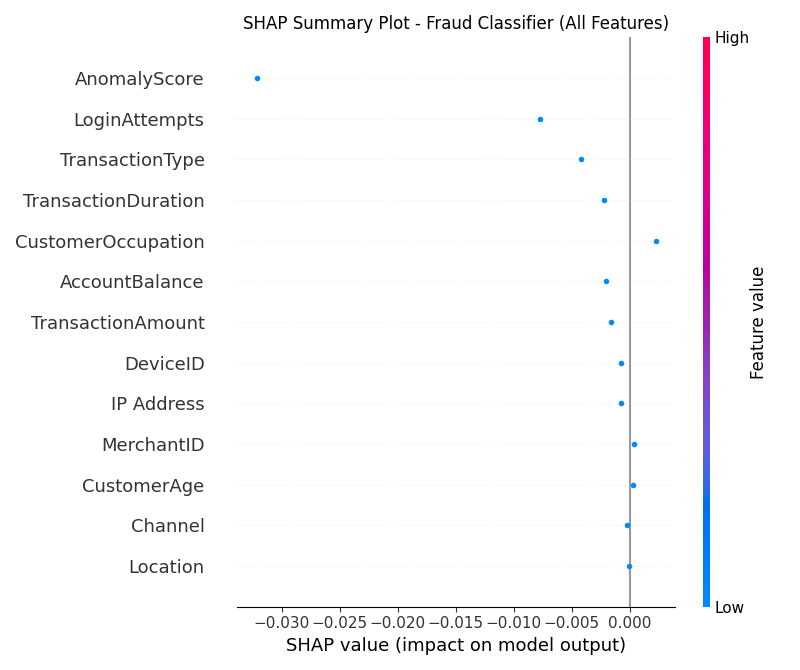 SHAP Summary Plot - Fraud Classifier (All Features)
High
AnomalyScore
LoginAttempts
TransactionType
TransactionDuration
CustomerOccupation
AccountBalance
TransactionAmount
DeviceID
IP Address
MerchantID
CustomerAge
Channel
Location
Feature value
Low
−0.030 −0.025 −0.020 −0.015 −0.010 −0.005 0.000
SHAP value (impact on model output)